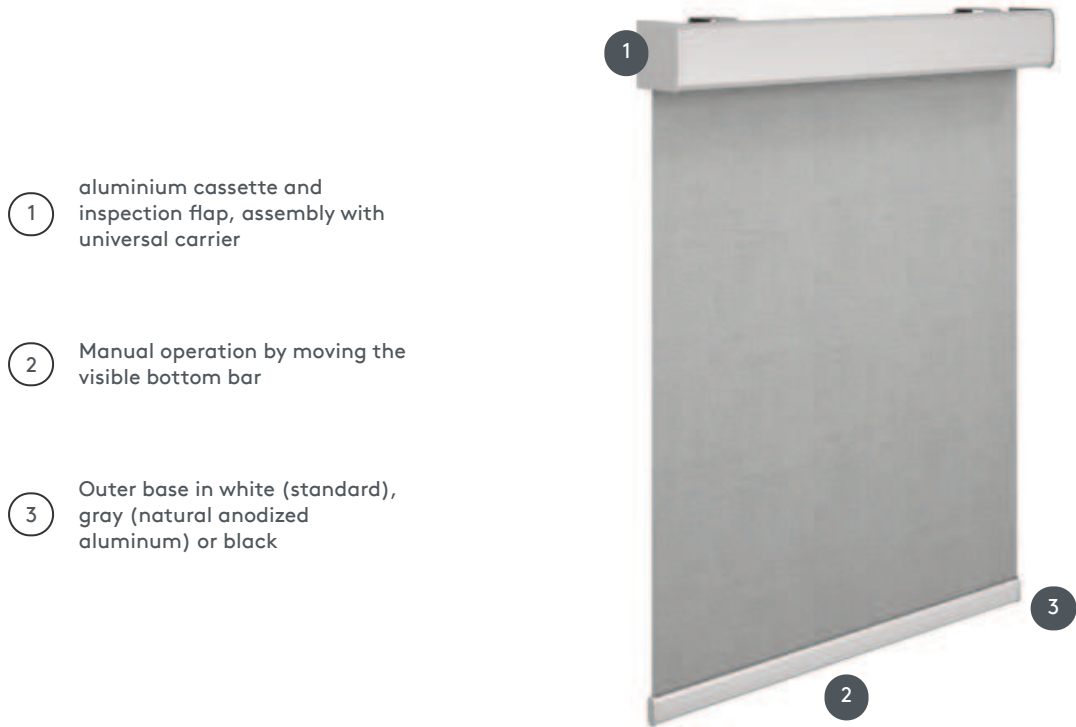 1
1
aluminium cassette and
inspection flap, assembly with
universal carrier
2
Manual operation by moving the
visible bottom bar
3
Outer base in white (standard),
gray (natural anodized
aluminum) or black
3
2